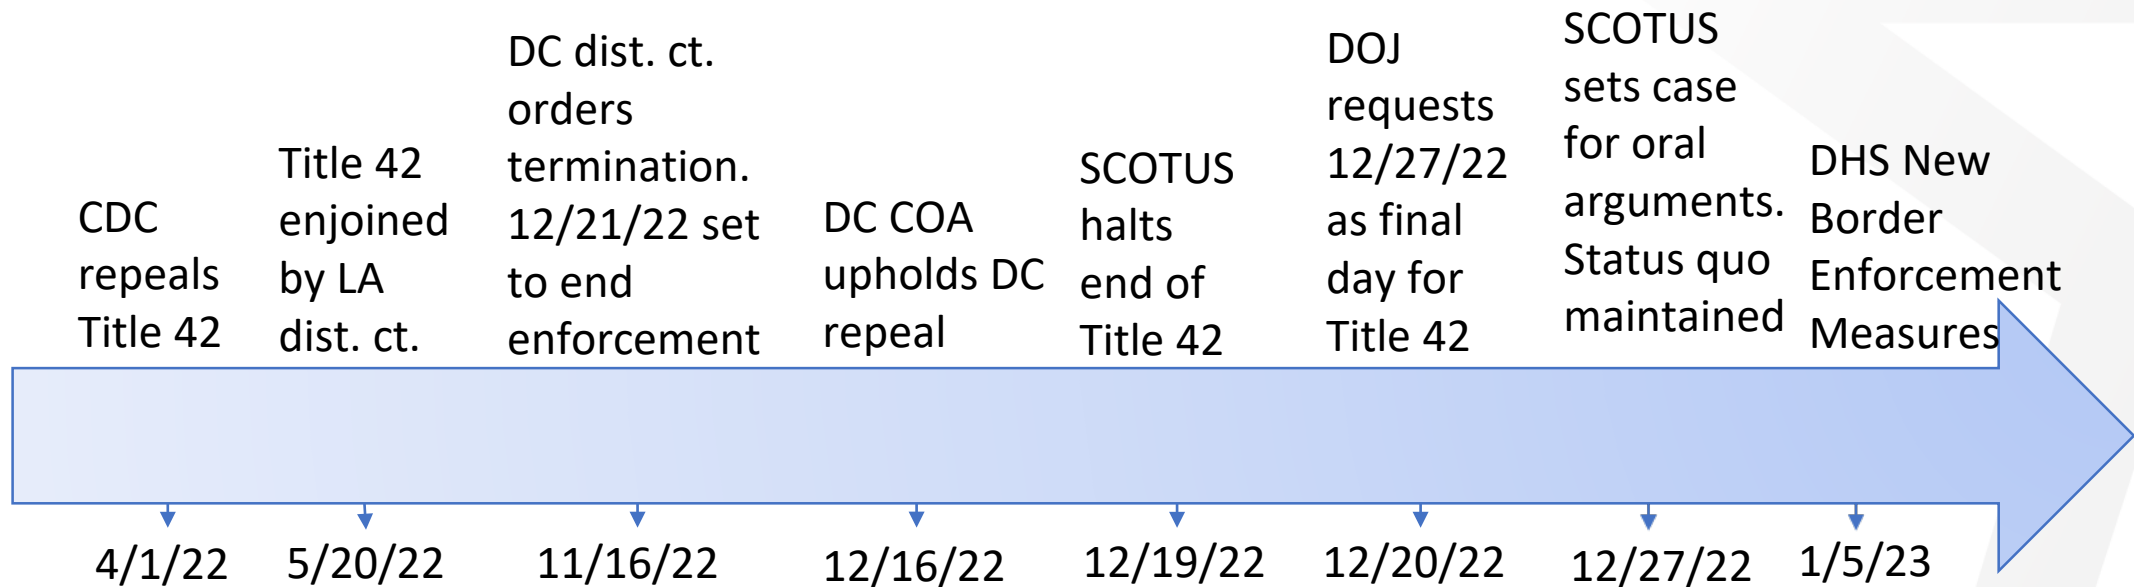 CDC
repeals
Title 42
Title 42
enjoined
by LA
dist. ct.
DC dist. ct.
orders
termination.
12/21/22 set
to end
enforcement
DC COA
upholds DC
repeal
SCOTUS
halts
end of
Title 42
DOJ
requests
12/27/22
as final
day for
Title 42
SCOTUS
sets case
for oral
arguments.
Status quo
maintained
DHS New
Border
Enforcement
Measures
4/1/22
5/20/22
11/16/22
12/16/22
12/19/22
12/20/22
12/27/22
1/5/23